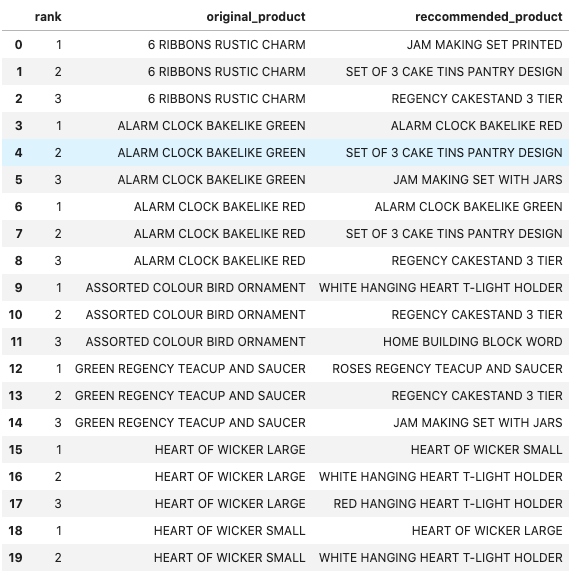 rank original_product reccommended_product
0 1 6 RIBBONS RUSTIC CHARM JAM MAKING SET PRINTED
1 2 6 RIBBONS RUSTIC CHARM SET OF 3 CAKE TINS PANTRY DESIGN
2 3 6 RIBBONS RUSTIC CHARM REGENCY CAKESTAND 3 TIER
3 1 ALARM CLOCK BAKELIKE GREEN ALARM CLOCK BAKELIKE RED
4 2 ALARM CLOCK BAKELIKE GREEN SET OF 3 CAKE TINS PANTRY DESIGN
5 3 ALARM CLOCK BAKELIKE GREEN JAM MAKING SET WITH JARS
6 1 ALARM CLOCK BAKELIKE RED ALARM CLOCK BAKELIKE GREEN
7 2 ALARM CLOCK BAKELIKE RED SET OF 3 CAKE TINS PANTRY DESIGN
8 3 ALARM CLOCK BAKELIKE RED REGENCY CAKESTAND 3 TIER
9 1 ASSORTED COLOUR BIRD ORNAMENT WHITE HANGING HEART T-LIGHT HOLDER
10 2 ASSORTED COLOUR BIRD ORNAMENT REGENCY CAKESTAND 3 TIER
11 3 ASSORTED COLOUR BIRD ORNAMENT HOME BUILDING BLOCK WORD
12 1 GREEN REGENCY TEACUP AND SAUCER ROSES REGENCY TEACUP AND SAUCER
13 2 GREEN REGENCY TEACUP AND SAUCER REGENCY CAKESTAND 3 TIER
14 3 GREEN REGENCY TEACUP AND SAUCER JAM MAKING SET WITH JARS
15 1 HEART OF WICKER LARGE HEART OF WICKER SMALL
16 2 HEART OF WICKER LARGE WHITE HANGING HEART T-LIGHT HOLDER
17 3 HEART OF WICKER LARGE RED HANGING HEART T-LIGHT HOLDER
18 1 HEART OF WICKER SMALL HEART OF WICKER LARGE
19 2 HEART OF WICKER SMALL WHITE HANGING HEART T-LIGHT HOLDER